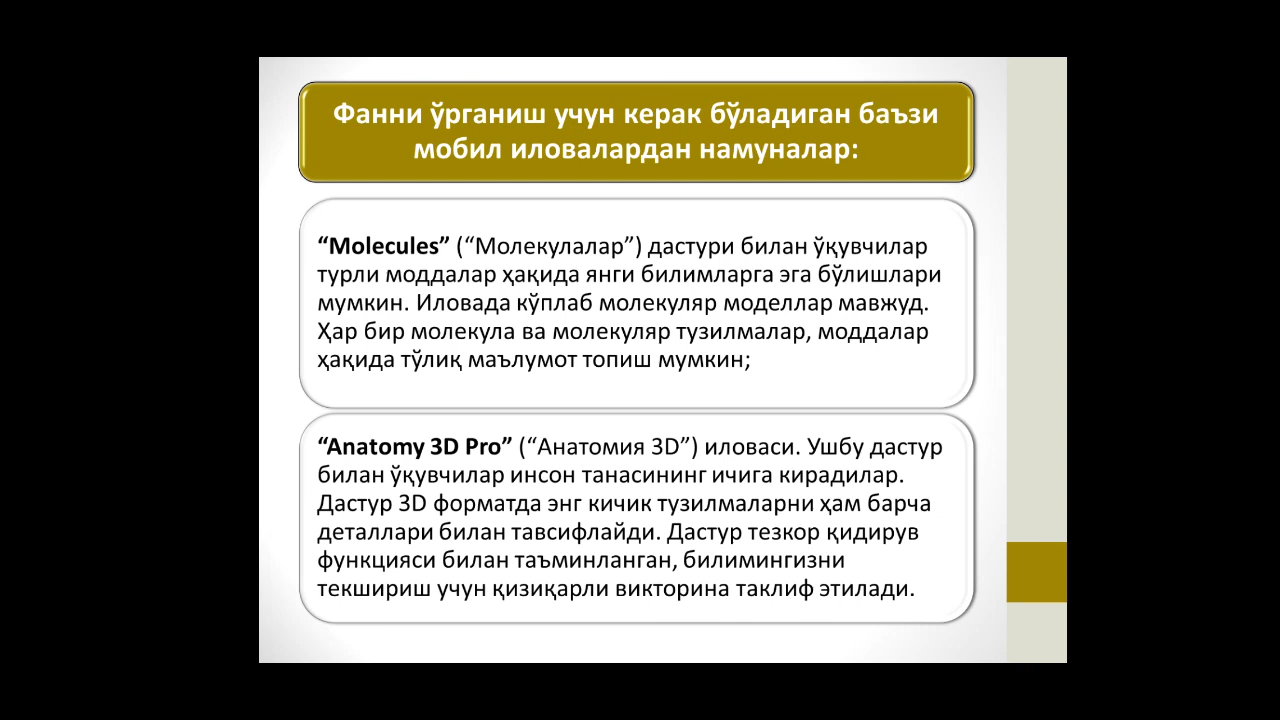 Фанни ўрганиш учун керак бўладиган баъзи
мобил иловалардан намуналар:
“Molecules” (“Молекулалар”) дастури билан ўқувчилар
турли моддалар ҳақида янги билимларга эга бўлишлари
мумкин. Иловада кўплаб молекуляр моделлар мавжуд.
Ҳар бир молекула ва молекуляр тузилмалар, моддалар
ҳақида тўлиқ маълумот топиш мумкин;
“Anatomy 3D Pro” (“Анатомия 3D”) иловаси. Ушбу дастур
билан ўқувчилар инсон танасининг ичига кирадилар.
Дастур 3D форматда энг кичик тузилмаларни ҳам барча
деталлари билан тавсифлайди. Дастур тезкор қидирув
функцияси билан таъминланган, билимингизни
текшириш учун қизиқарли викторина таклиф этилади.